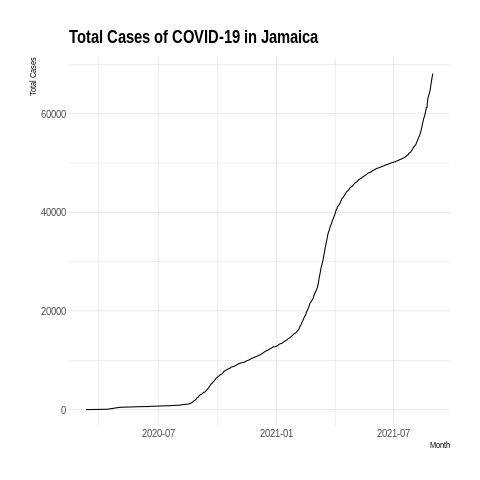 Total Cases of COVID-19 in Jamaica
Total Cases
60000
40000
20000
0
2020-07 2021-01 2021-07
Month